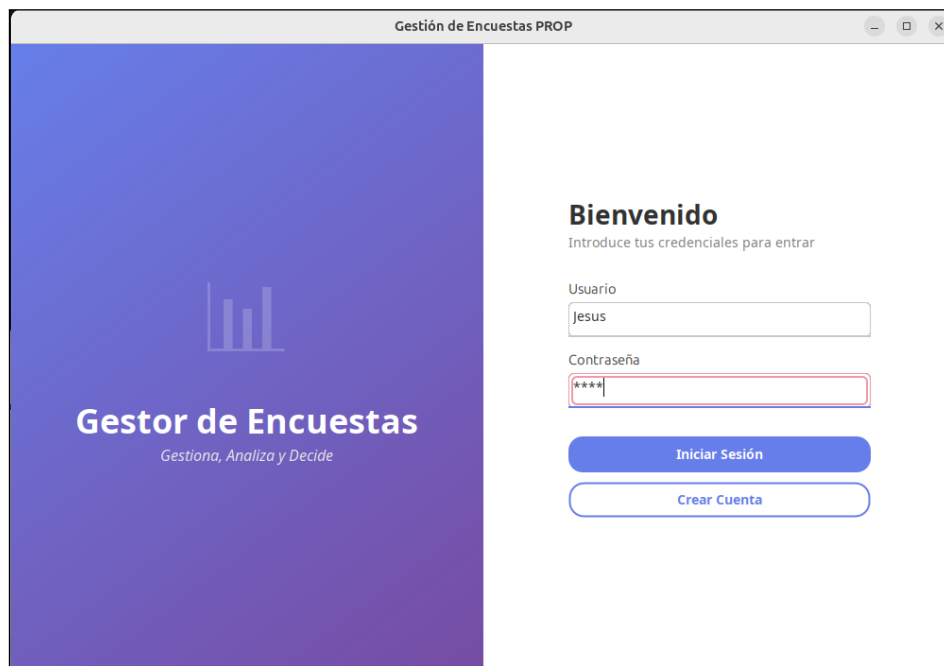 Gestión de Encuestas PROP
Gestor de Encuestas
Gestiona, Analiza y Decide
Bienvenido
Introduce tus credenciales para entrar
Usuario
Jesus
Contraseña
****
Iniciar Sesión
Crear Cuenta